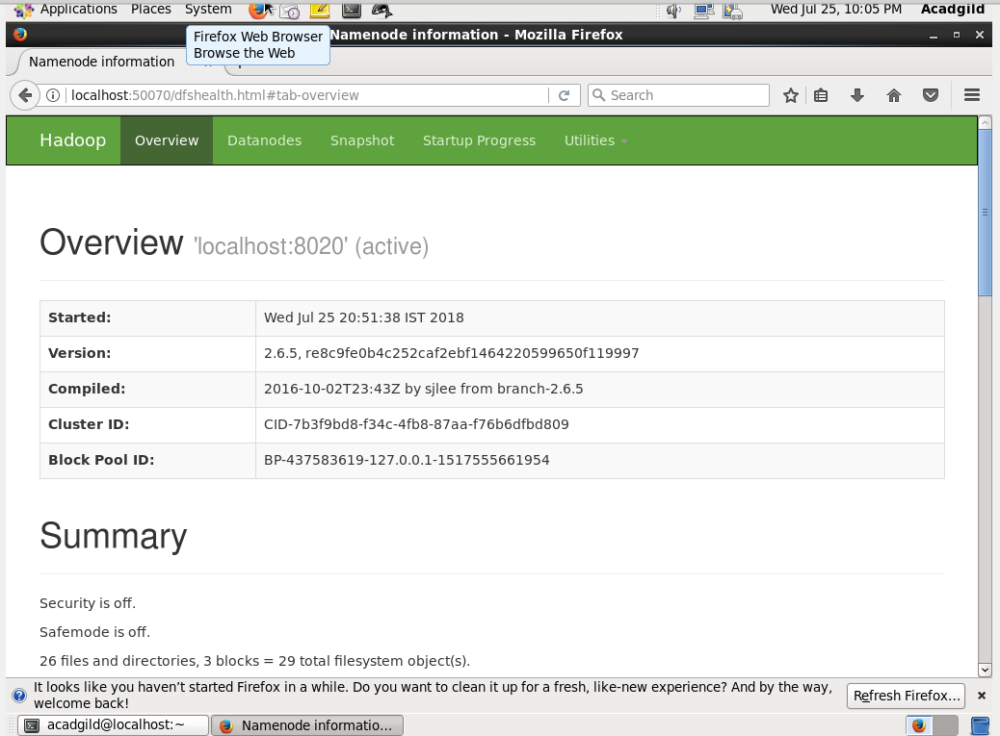 Applications Places System Wed Jul 25, 10:05 PM Acadgild
Firefox Web Browser
Browse the Web
Namenode information - Mozilla Firefox
Namenode information
localhost:50070/dfshealth.html#tab-overview Search
Hadoop Overview Datanodes Snapshot Startup Progress Utilities
Overview 'localhost:8020' (active)
Started: Wed Jul 25 20:51:38 IST 2018
Version: 2.6.5, re8c9fe0b4c252caf2ebf1464220599650f119997
Compiled: 2016-10-02T23:43Z by sjlee from branch-2.6.5
Cluster ID: CID-7b3f9bd8-f34c-4fb8-87aa-f76b6dfbd809
Block Pool ID: BP-437583619-127.0.0.1-1517555661954
Summary
Security is off.
Safemode is off.
26 files and directories, 3 blocks = 29 total filesystem object(s).
It looks like you haven't started Firefox in a while. Do you want to clean it up for a fresh, like-new experience? And by the way,
welcome back!
Refresh Firefox...
acadgild@localhost:~ Namenode informatio...